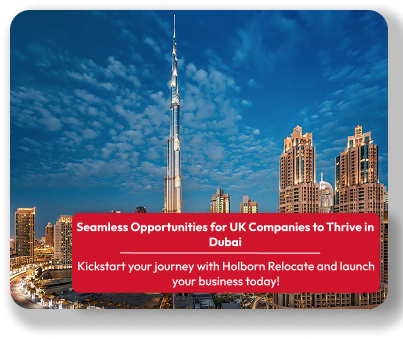 Seamless Opportunities for UK Companies to Thrive in
Dubai
Kickstart your journey with Holborn Relocate and launch
your business today!